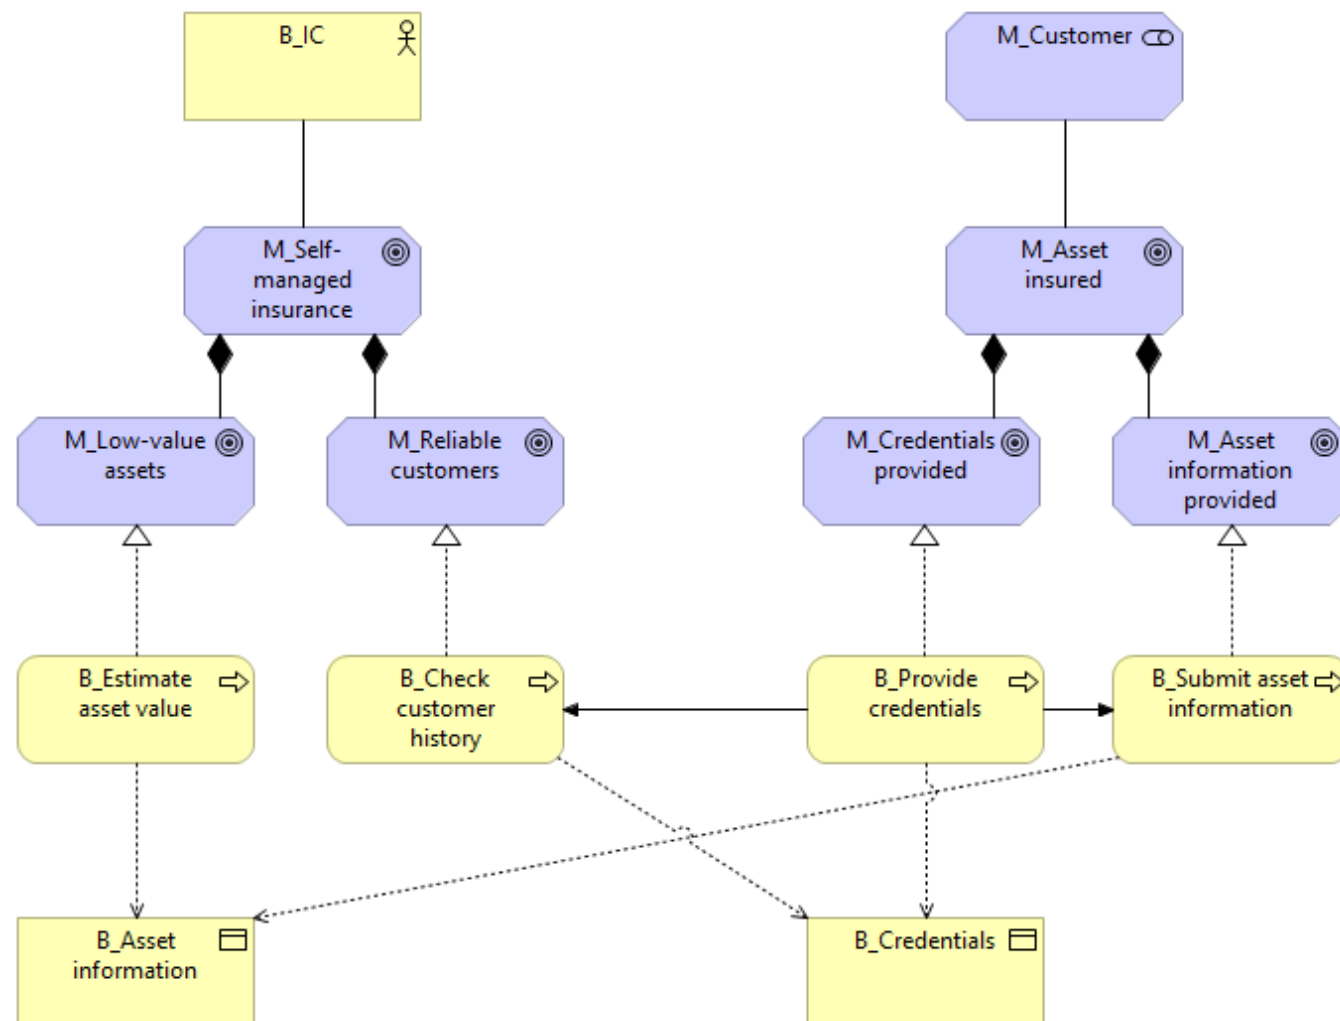 B_IC
M_Customer
M_Self-
managed
insurance
M_Asset
insured
M_Low-value
assets
M_Reliable
customers
M_Credentials
provided
M_Asset
information
provided
B_Estimate
asset value
B_Check
customer
history
B_Provide
credentials
B_Submit asset
information
B_Asset
information
B_Credentials